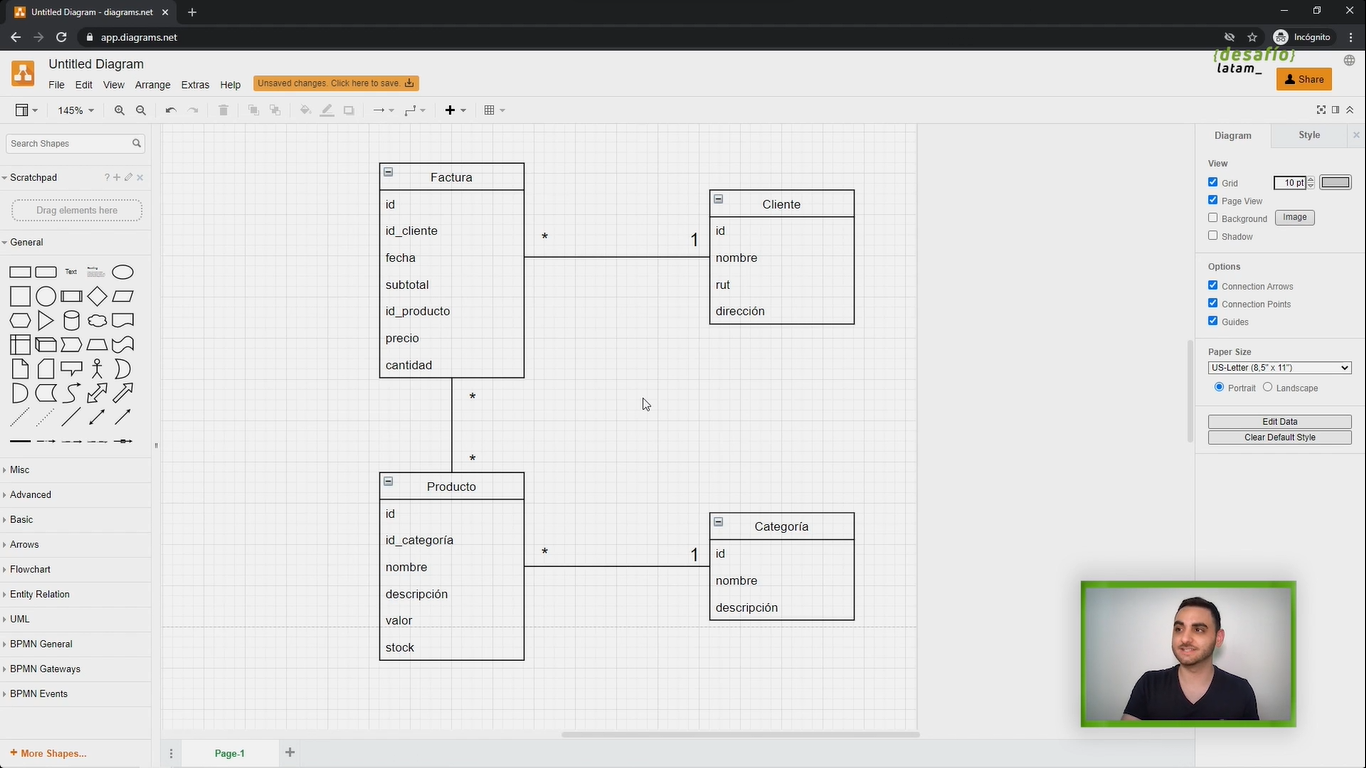 Untitled Diagram - diagrams.net
app.diagrams.net
Incógnito
{desafío}
latam_
Untitled Diagram
File Edit View Arrange Extras Help
Unsaved changes. Click here to save.
Share
145%
Search Shapes
Scratchpad
?
Drag elements here
General
Text
Misc
Advanced
Basic
Arrows
Flowchart
Entity Relation
UML
BPMN General
BPMN Gateways
BPMN Events
+ More Shapes...
Factura
id
id_cliente
fecha
subtotal
id_producto
precio
cantidad
* 1
Cliente
id
nombre
rut
dirección
*
*
Producto
id
id_categoría
nombre
descripción
valor
stock
* 1
Categoría
id
nombre
descripción
Page-1
Diagram Style
View
Grid 10 pt
Page View
Background Image
Shadow
Options
Connection Arrows
Connection Points
Guides
Paper Size
US-Letter (8,5" x 11")
Portrait Landscape
Edit Data
Clear Default Style